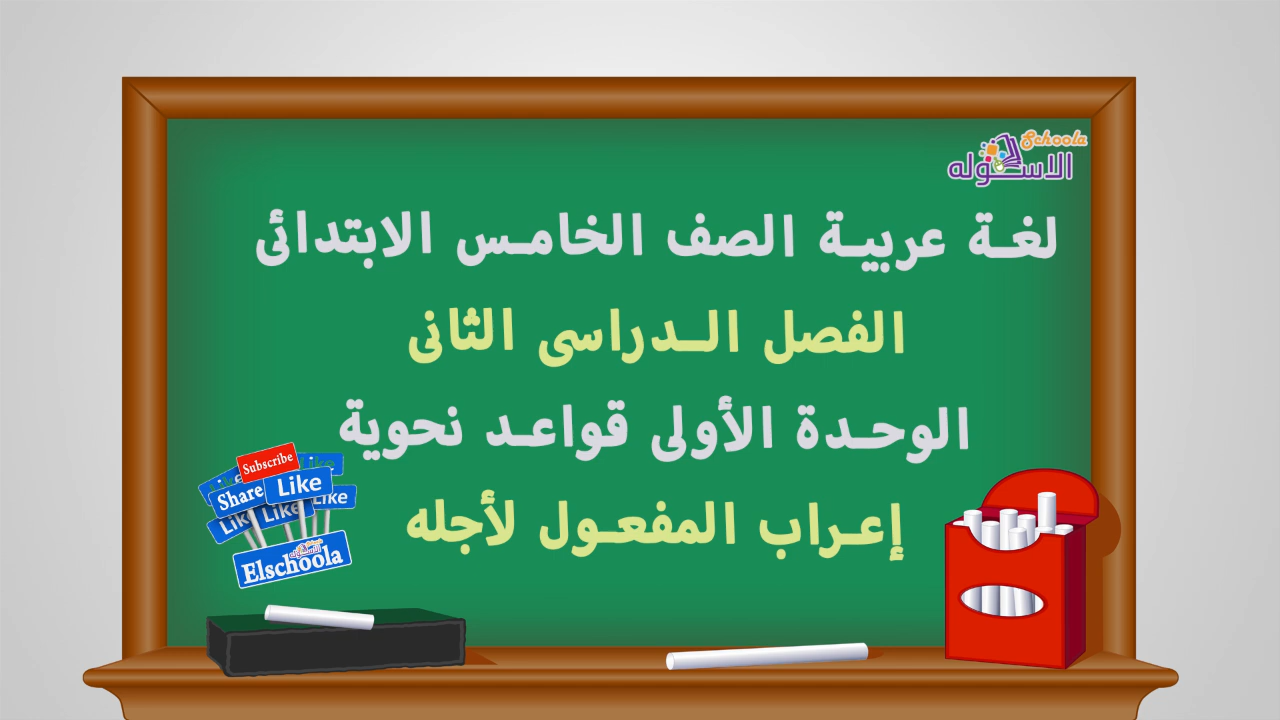 Schoola
الاسكوله
لغة عربية الصف الخامس الابتدائى
الفصل الدراسى الثانى
الوحدة الأولى قواعد نحوية
إعراب المفعول لأجله
Subscribe
Like
Share
Like
Like
Like
Like
Elschoola